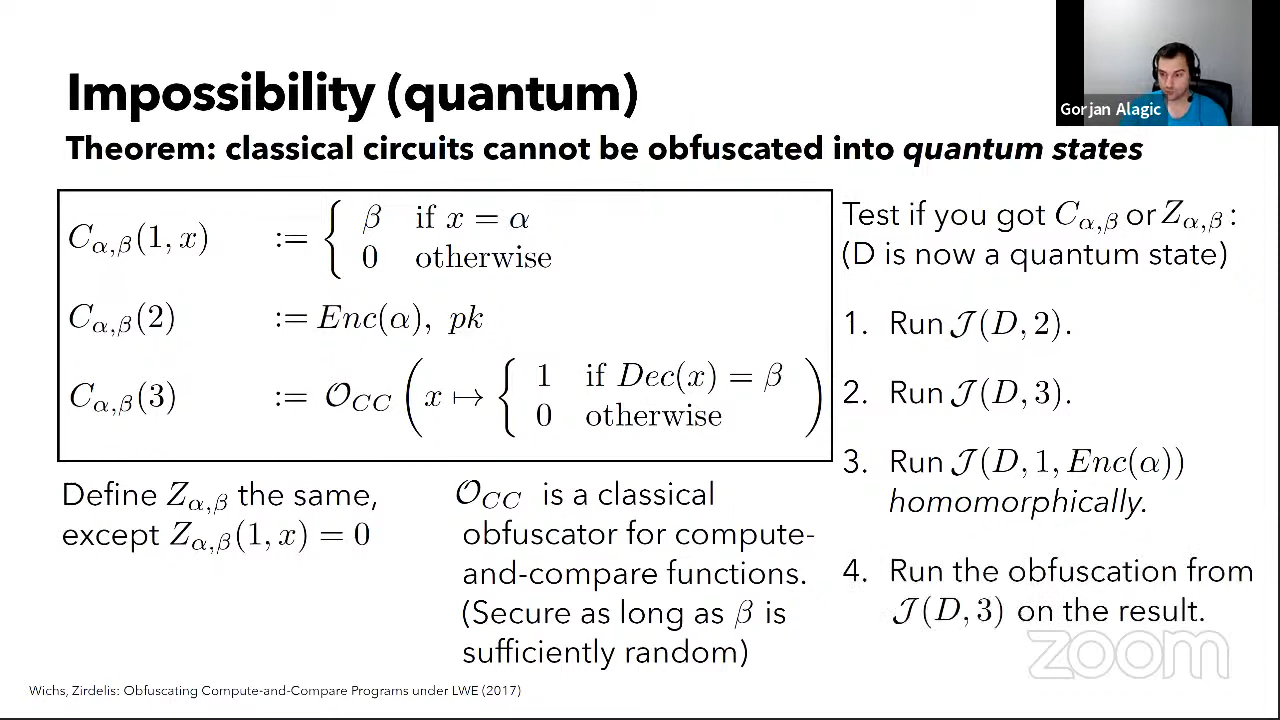 Impossibility (quantum)
Gorjan Alagic
Theorem: classical circuits cannot be obfuscated into quantum states
C_{α,β}(1, x) := { β if x = α
0 otherwise
C_{α,β}(2) := Enc(α), pk
C_{α,β}(3) := 𝒪_{CC} ( x ↦ { 1 if Dec(x) = β
0 otherwise )
Define Z_{α,β} the same,
except Z_{α,β}(1, x) = 0
𝒪_{CC} is a classical
obfuscator for compute-
and-compare functions.
(Secure as long as β is
sufficiently random)
Test if you got C_{α,β} or Z_{α,β} :
(D is now a quantum state)
1. Run 𝒥(D, 2).
2. Run 𝒥(D, 3).
3. Run 𝒥(D, 1, Enc(α))
homomorphically.
4. Run the obfuscation from
𝒥(D, 3) on the result.
zoom
Wichs, Zirdelis: Obfuscating Compute-and-Compare Programs under LWE (2017)